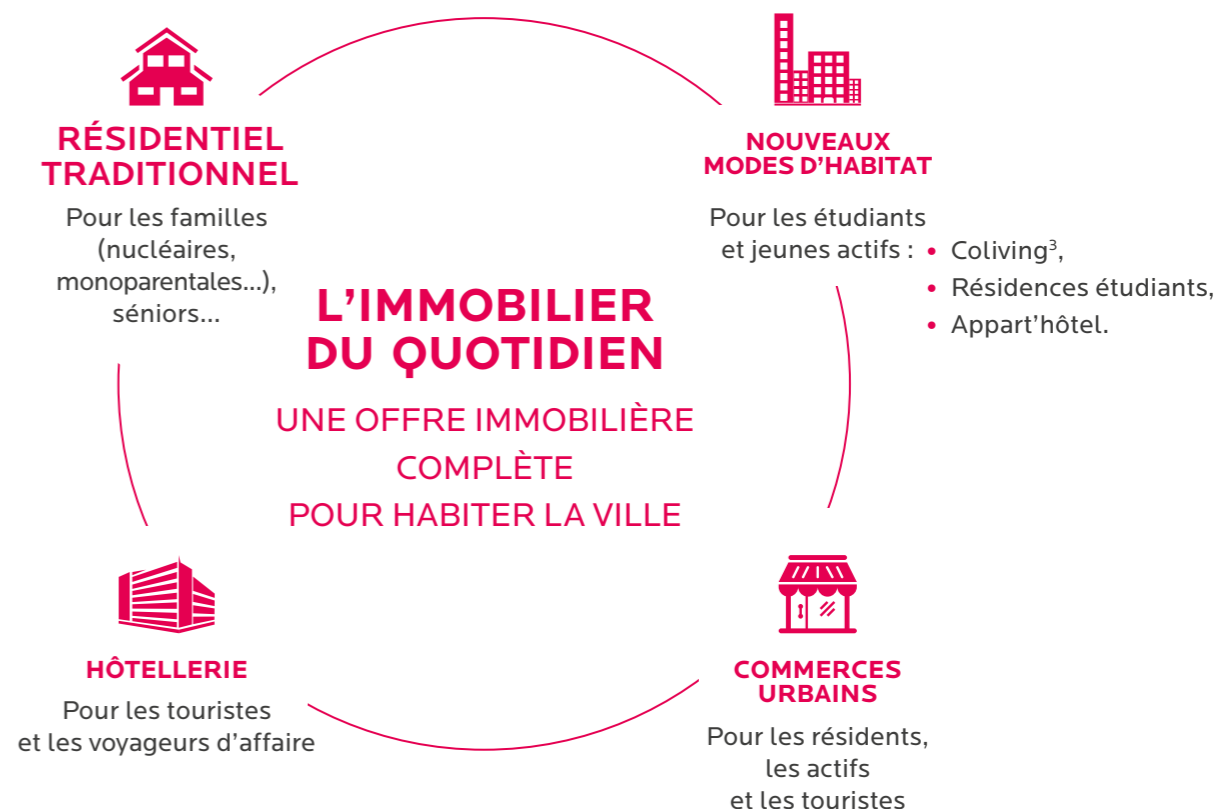 RÉSIDENTIEL
TRADITIONNEL
Pour les familles
(nucléaires,
monoparentales...),
séniors...
NOUVEAUX
MODES D’HABITAT
Pour les étudiants
et jeunes actifs :
• Coliving³,
• Résidences étudiants,
• Appart’hôtel.
L’IMMOBILIER
DU QUOTIDIEN
UNE OFFRE IMMOBILIÈRE
COMPLÈTE
POUR HABITER LA VILLE
HÔTELLERIE
Pour les touristes
et les voyageurs d’affaire
COMMERCES
URBAINS
Pour les résidents,
les actifs
et les touristes